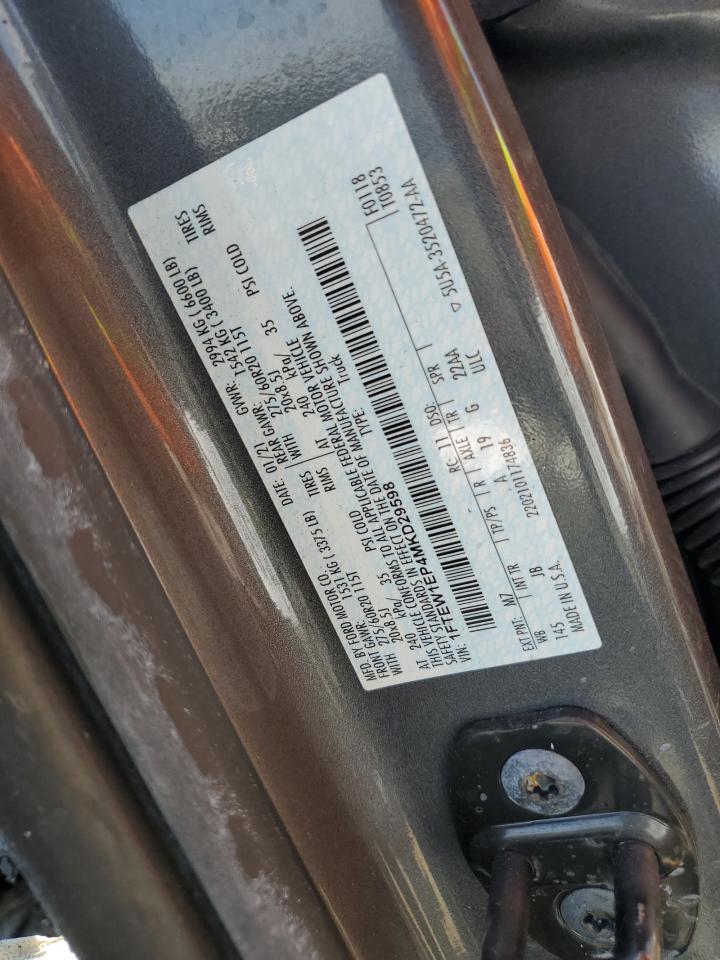 MFD. BY FORD MOTOR CO. DATE: 01/21 GVWR: 2994 KG ( 6600 LB)
FRONT GAWR: 1531 KG ( 3375 LB) REAR GAWR: 1542 KG ( 3400 LB)
275/60R20 115T TIRES WITH 275/60R20 115T TIRES
WITH 20x8.5J RIMS 20x8.5J RIMS
AT 240 kPa/ 35 PSI COLD AT 240 kPa/ 35 PSI COLD
THIS VEHICLE CONFORMS TO ALL APPLICABLE FEDERAL MOTOR VEHICLE
SAFETY STANDARDS IN EFFECT ON THE DATE OF MANUFACTURE SHOWN ABOVE.
VIN: 1FTEW1EP4MKD29598 TYPE: Truck
F0118
EXT PNT: M7 RC: 11 DSO: 10853
WB INT TR TP/PS R AXLE TR SPR
145 JB A 19 6 22AA ▽ 5U5A-3520472-AA
MADE IN U.S.A. 2202101174836 ULC